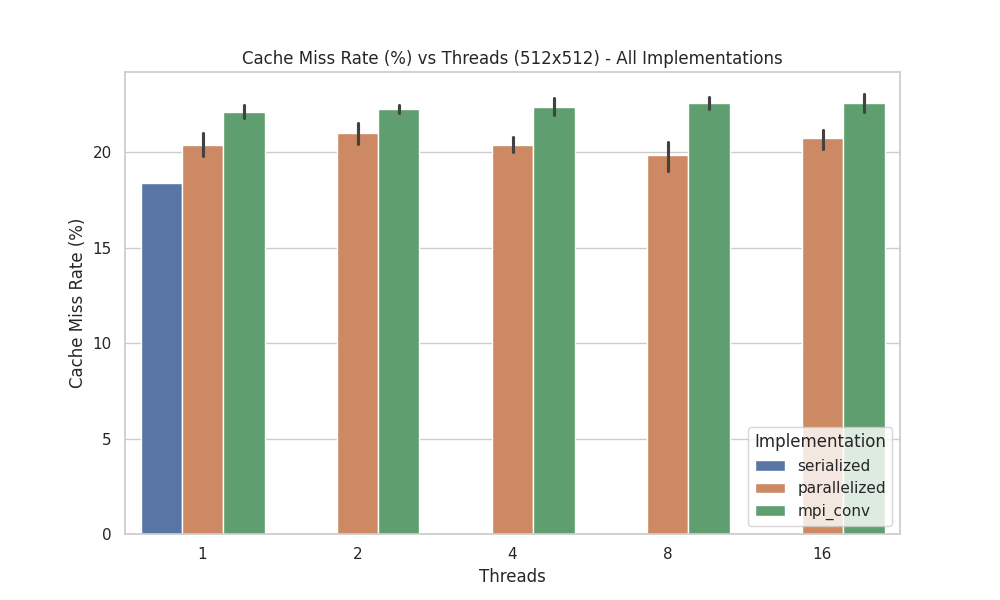 Cache Miss Rate (%) vs Threads (512x512) - All Implementations
Cache Miss Rate (%)
20
15
10
5
0
1 2 4 8 16
Threads
Implementation
serialized
parallelized
mpi_conv